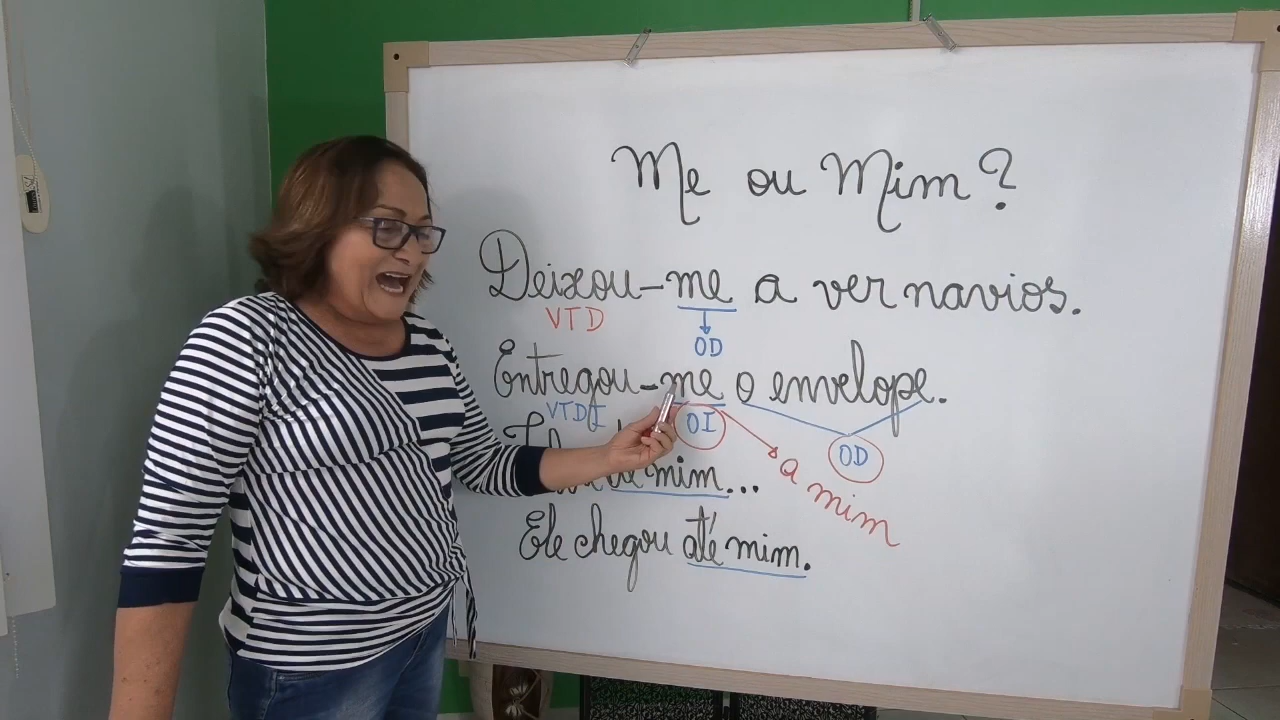 Me ou Mim?
Deixou-me a ver navios.
VTD
OD
Entregou-me o envelope.
VTDI
OI
OD
a mim
de mim...
Ele chegou até mim.